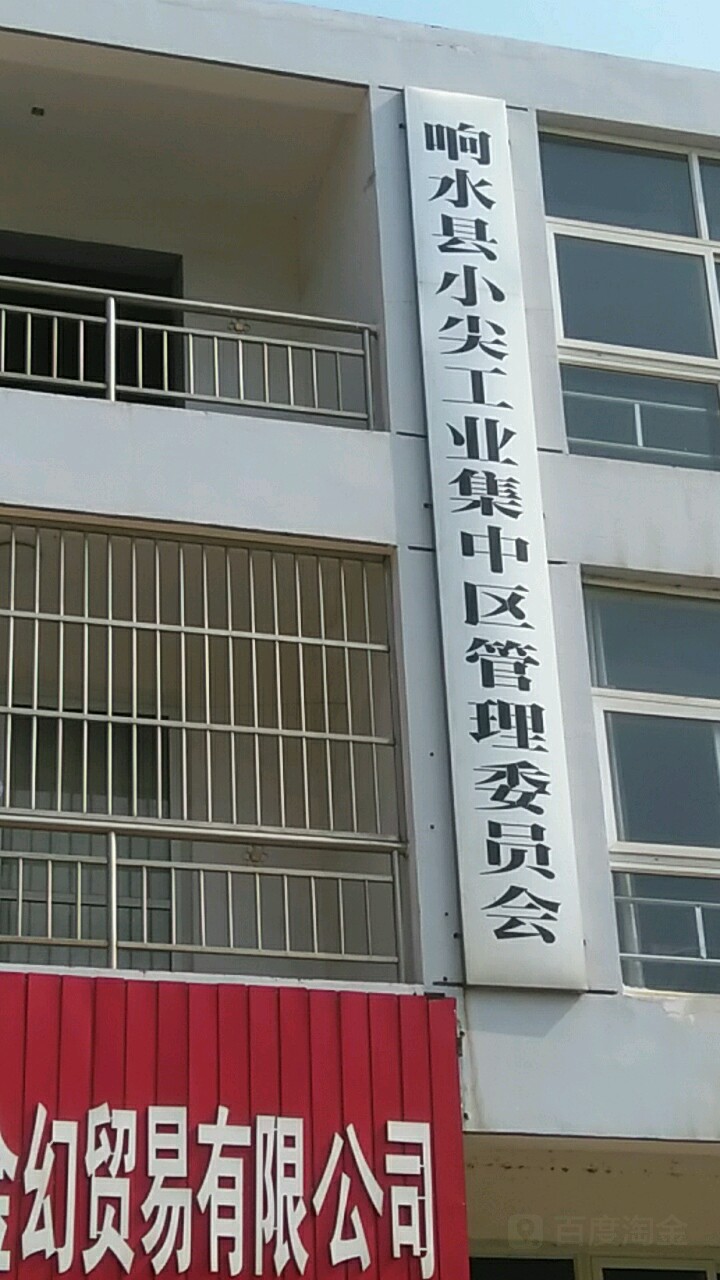 响水县小尖工业集中区管理委员会
金幻贸易有限公司
百度淘金